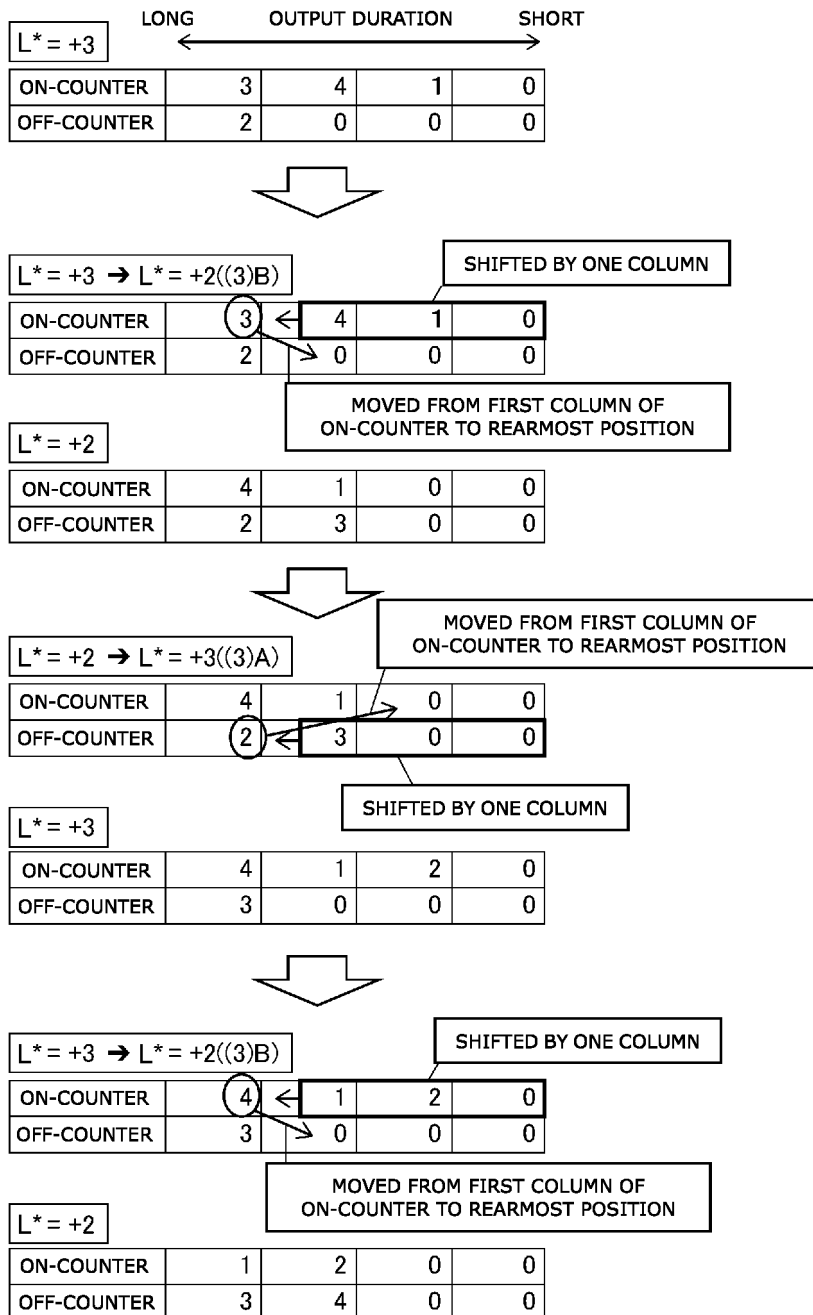 LONG OUTPUT DURATION SHORT
L* = +3
ON-COUNTER 3 4 1 0
OFF-COUNTER 2 0 0 0
SHIFTED BY ONE COLUMN
L* = +3 → L* = +2((3)B)
ON-COUNTER 3 4 1 0
OFF-COUNTER 2 0 0 0
MOVED FROM FIRST COLUMN OF
ON-COUNTER TO REARMOST POSITION
L* = +2
ON-COUNTER 4 1 0 0
OFF-COUNTER 2 3 0 0
MOVED FROM FIRST COLUMN OF
ON-COUNTER TO REARMOST POSITION
L* = +2 → L* = +3((3)A)
ON-COUNTER 4 1 0 0
OFF-COUNTER 2 3 0 0
SHIFTED BY ONE COLUMN
L* = +3
ON-COUNTER 4 1 2 0
OFF-COUNTER 3 0 0 0
SHIFTED BY ONE COLUMN
L* = +3 → L* = +2((3)B)
ON-COUNTER 4 1 2 0
OFF-COUNTER 3 0 0 0
MOVED FROM FIRST COLUMN OF
ON-COUNTER TO REARMOST POSITION
L* = +2
ON-COUNTER 1 2 0 0
OFF-COUNTER 3 4 0 0